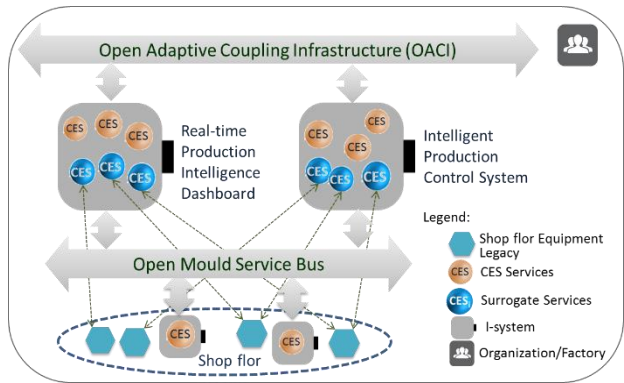 Open Adaptive Coupling Infrastructure (OACI)
CES
CES
CES
CES
CES
CES
Real-time
Production
Intelligence
Dashboard
CES
CES
CES
CES
CES
CES
Intelligent
Production
Control System
Open Mould Service Bus
CES
CES
Shop flor
Legend:
Shop flor Equipment
Legacy
CES
CES Services
CES
Surrogate Services
I-system
Organization/Factory